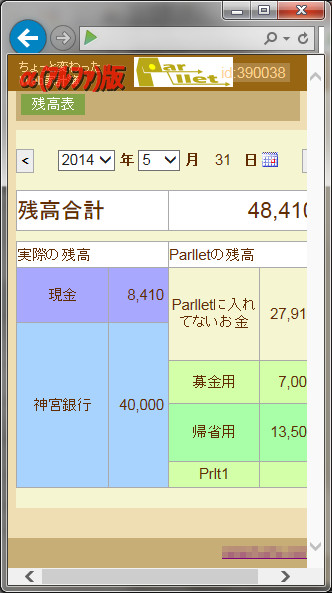 ちょっと変わった
α(アルファ)版
Parllet
id:390038
残高表
< 2014 年 5 月 31 日
残高合計 48,410
実際の残高 Parlletの残高
現金 8,410
Parlletに入れ
てないお金
27,91
神宮銀行 40,000
募金用 7,00
帰省用 13,50
Prlt1